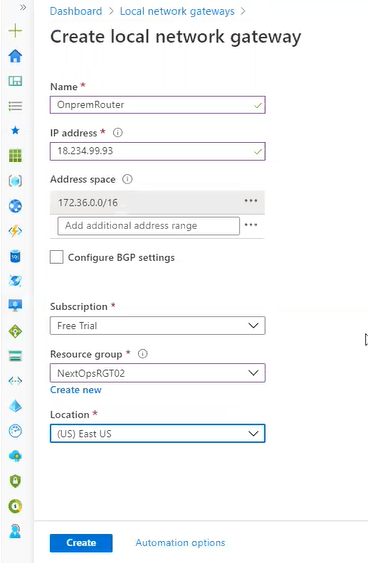 Dashboard > Local network gateways >
Create local network gateway
Name *
OnpremRouter
IP address *
18.234.99.93
Address space
172.36.0.0/16
Add additional address range
Configure BGP settings
Subscription *
Free Trial
Resource group *
NextOpsRGT02
Create new
Location *
(US) East US
Create Automation options